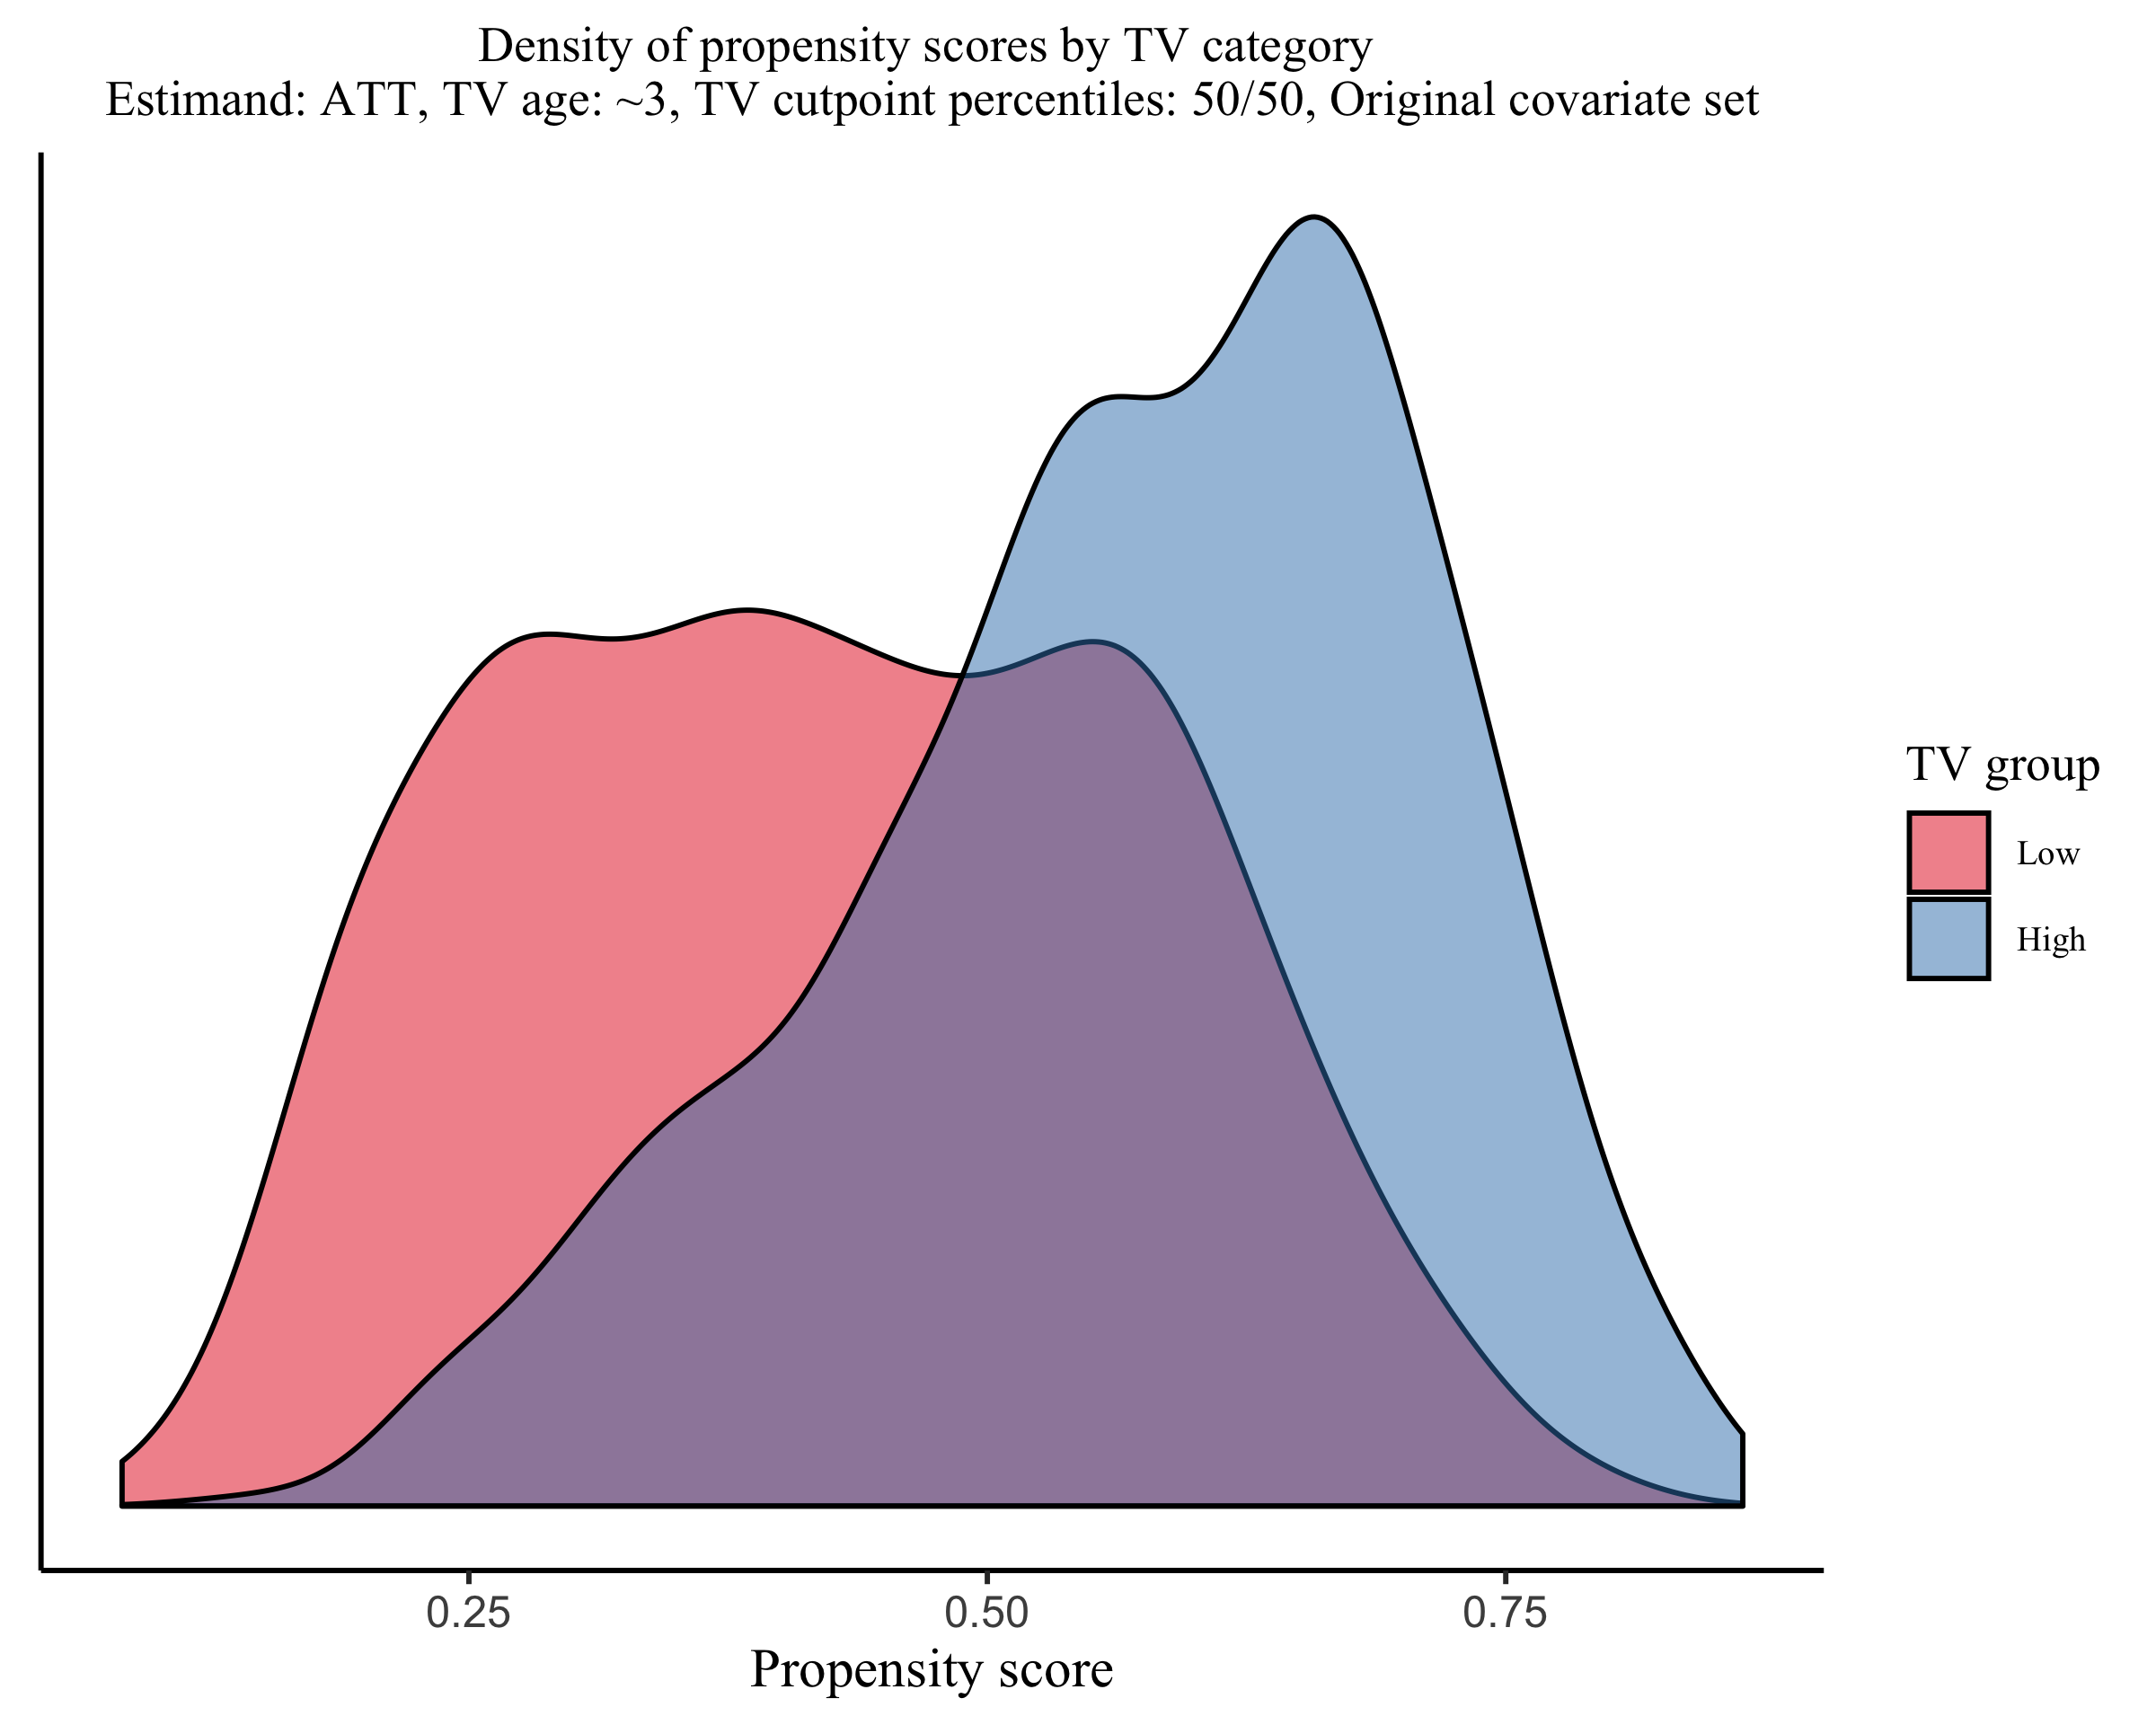 Density of propensity scores by TV category
Estimand: ATT, TV age: ~3, TV cutpoint percentiles: 50/50, Original covariate set
TV group
Low
High
0.25 0.50 0.75
Propensity score